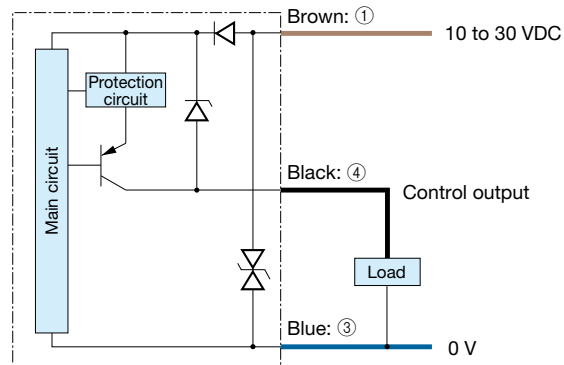 Brown: ①
10 to 30 VDC
Protection
circuit
Main circuit
Black: ④
Control output
Load
Blue: ③
0 V